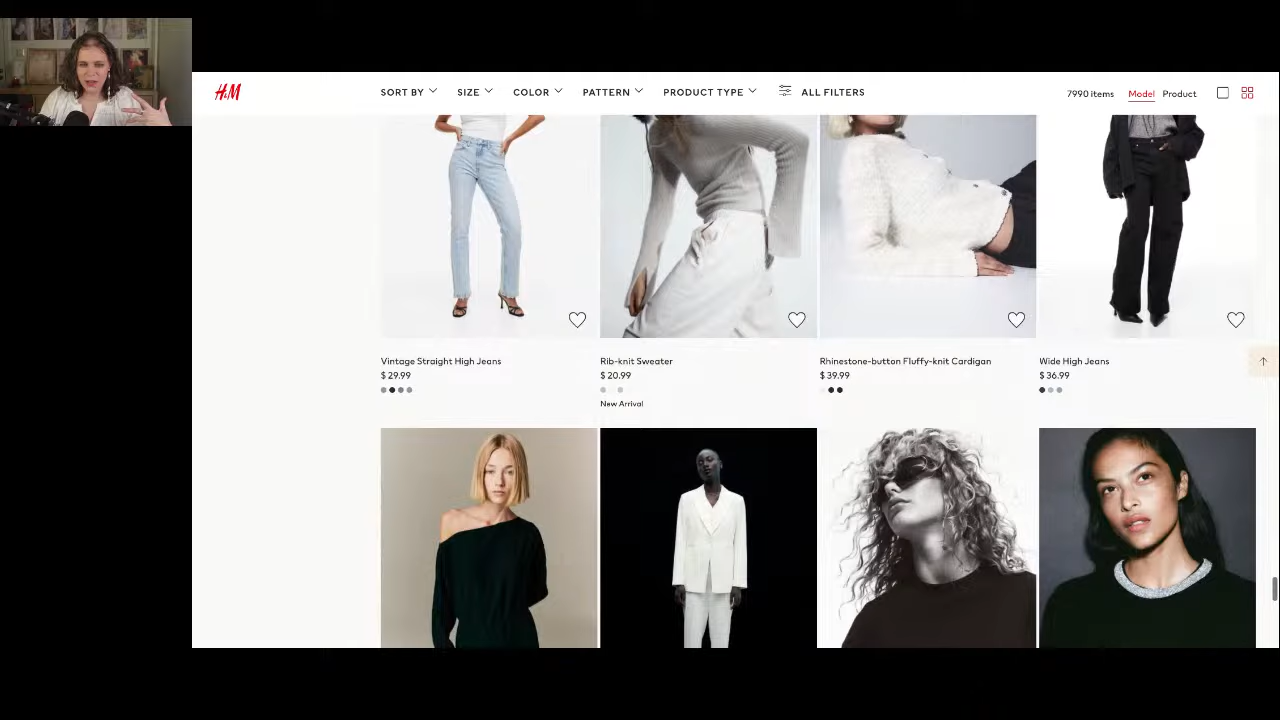 H&M
SORT BY SIZE COLOR PATTERN PRODUCT TYPE ALL FILTERS
7990 items Model Product
Vintage Straight High Jeans
$ 29.99
Rib-knit Sweater
$ 20.99
New Arrival
Rhinestone-button Fluffy-knit Cardigan
$ 39.99
Wide High Jeans
$ 36.99